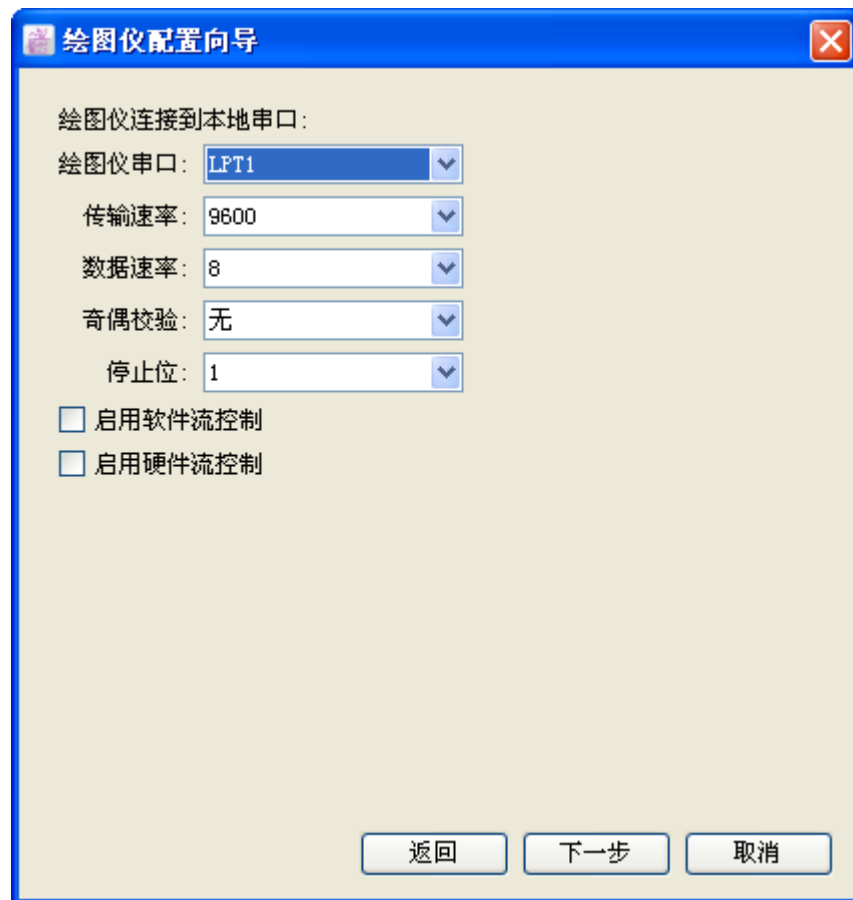 绘图仪配置向导
绘图仪连接到本地串口:
绘图仪串口: LPT1
传输速率: 9600
数据速率: 8
奇偶校验: 无
停止位: 1
启用软件流控制
启用硬件流控制
返回 下一步 取消